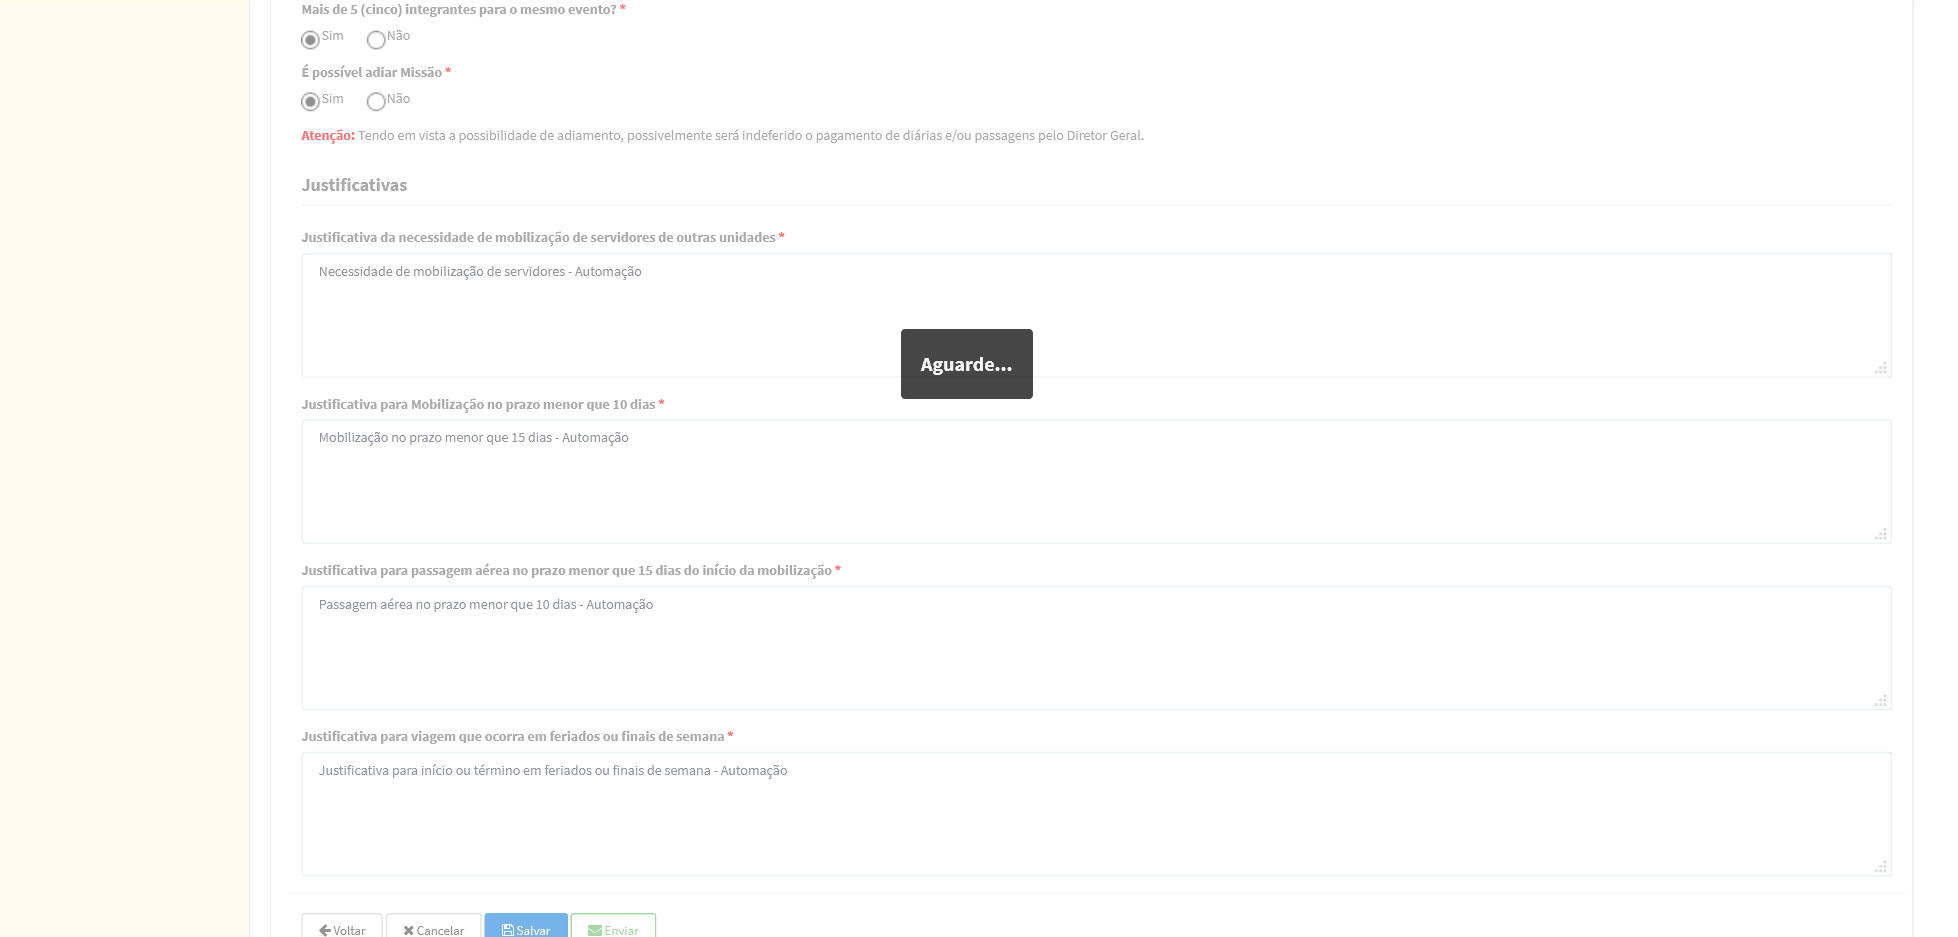 Mais de 5 (cinco) integrantes para o mesmo evento? *
Sim Não
É possível adiar Missão *
Sim Não
Atenção: Tendo em vista a possibilidade de adiamento, possivelmente será indeferido o pagamento de diárias e/ou passagens pelo Diretor Geral.
Justificativas
Justificativa da necessidade de mobilização de servidores de outras unidades *
Necessidade de mobilização de servidores - Automação
Aguarde...
Justificativa para Mobilização no prazo menor que 10 dias *
Mobilização no prazo menor que 15 dias - Automação
Justificativa para passagem aérea no prazo menor que 15 dias do início da mobilização *
Passagem aérea no prazo menor que 10 dias - Automação
Justificativa para viagem que ocorra em feriados ou finais de semana *
Justificativa para início ou término em feriados ou finais de semana - Automação
Voltar Cancelar Salvar Enviar